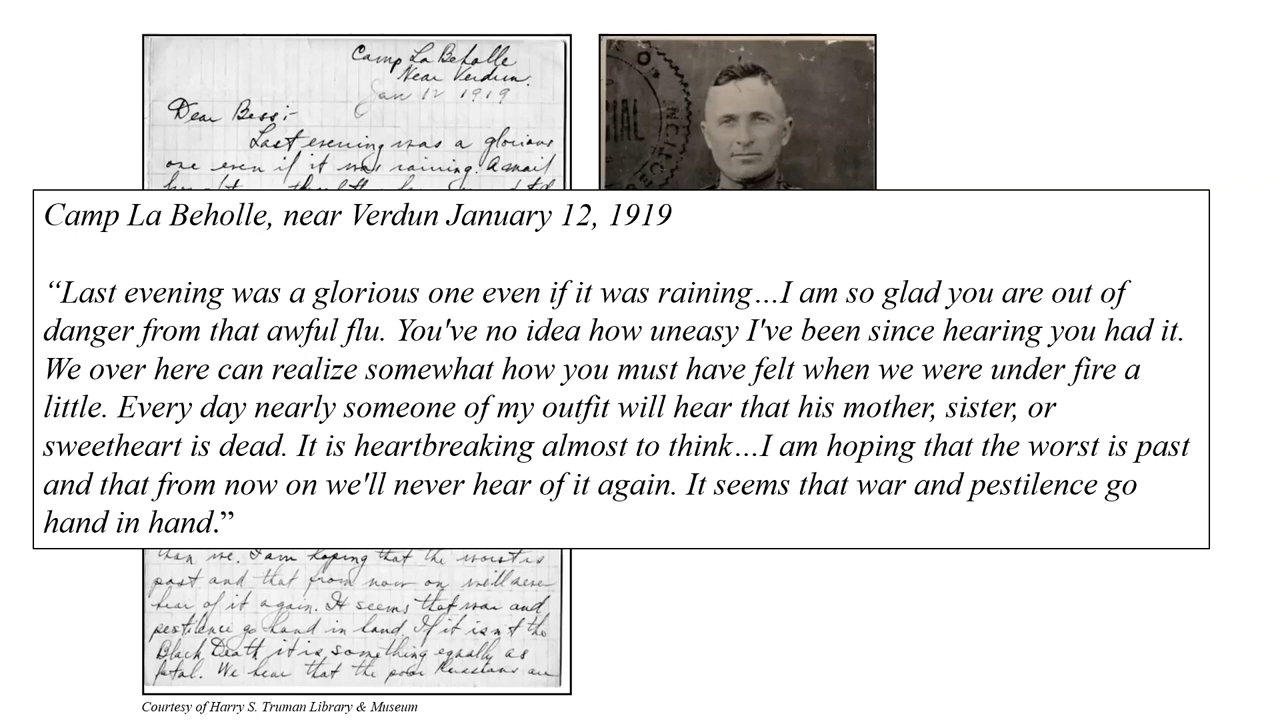 Camp La Beholle
Near Verdun.
Jan 12 1919
Dear Bess:-
Last evening was a glorious
one even if it was raining. A mail
Camp La Beholle, near Verdun January 12, 1919
“Last evening was a glorious one even if it was raining…I am so glad you are out of
danger from that awful flu. You've no idea how uneasy I've been since hearing you had it.
We over here can realize somewhat how you must have felt when we were under fire a
little. Every day nearly someone of my outfit will hear that his mother, sister, or
sweetheart is dead. It is heartbreaking almost to think…I am hoping that the worst is past
and that from now on we'll never hear of it again. It seems that war and pestilence go
hand in hand.”
than we. I am hoping that the worst is
past and that from now on we'll never
hear of it again. It seems that war and
pestilence go hand in hand. If it isn't the
Black Death it is something equally as
fatal. We hear that the poor Russians are
Courtesy of Harry S. Truman Library & Museum